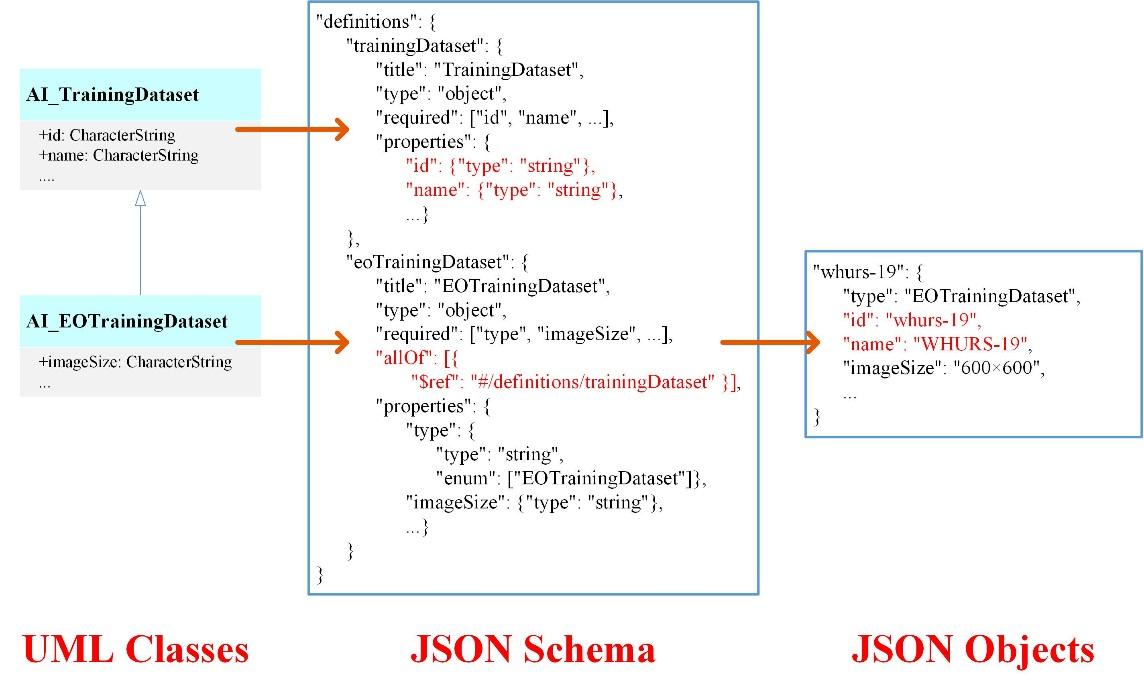 AI_TrainingDataset
+id: CharacterString
+name: CharacterString
....
AI_EOTrainingDataset
+imageSize: CharacterString
...
"definitions": {
"trainingDataset": {
"title": "TrainingDataset",
"type": "object",
"required": ["id", "name", ...],
"properties": {
"id": {"type": "string"},
"name": {"type": "string"},
...}
},
"eoTrainingDataset": {
"title": "EOTrainingDataset",
"type": "object",
"required": ["type", "imageSize", ...],
"allOf": [{
"$ref": "#/definitions/trainingDataset" }],
"properties": {
"type": {
"type": "string",
"enum": ["EOTrainingDataset"]},
"imageSize": {"type": "string"},
...}
}
}
"whurs-19": {
"type": "EOTrainingDataset",
"id": "whurs-19",
"name": "WHURS-19",
"imageSize": "600×600",
...
}
UML Classes
JSON Schema
JSON Objects